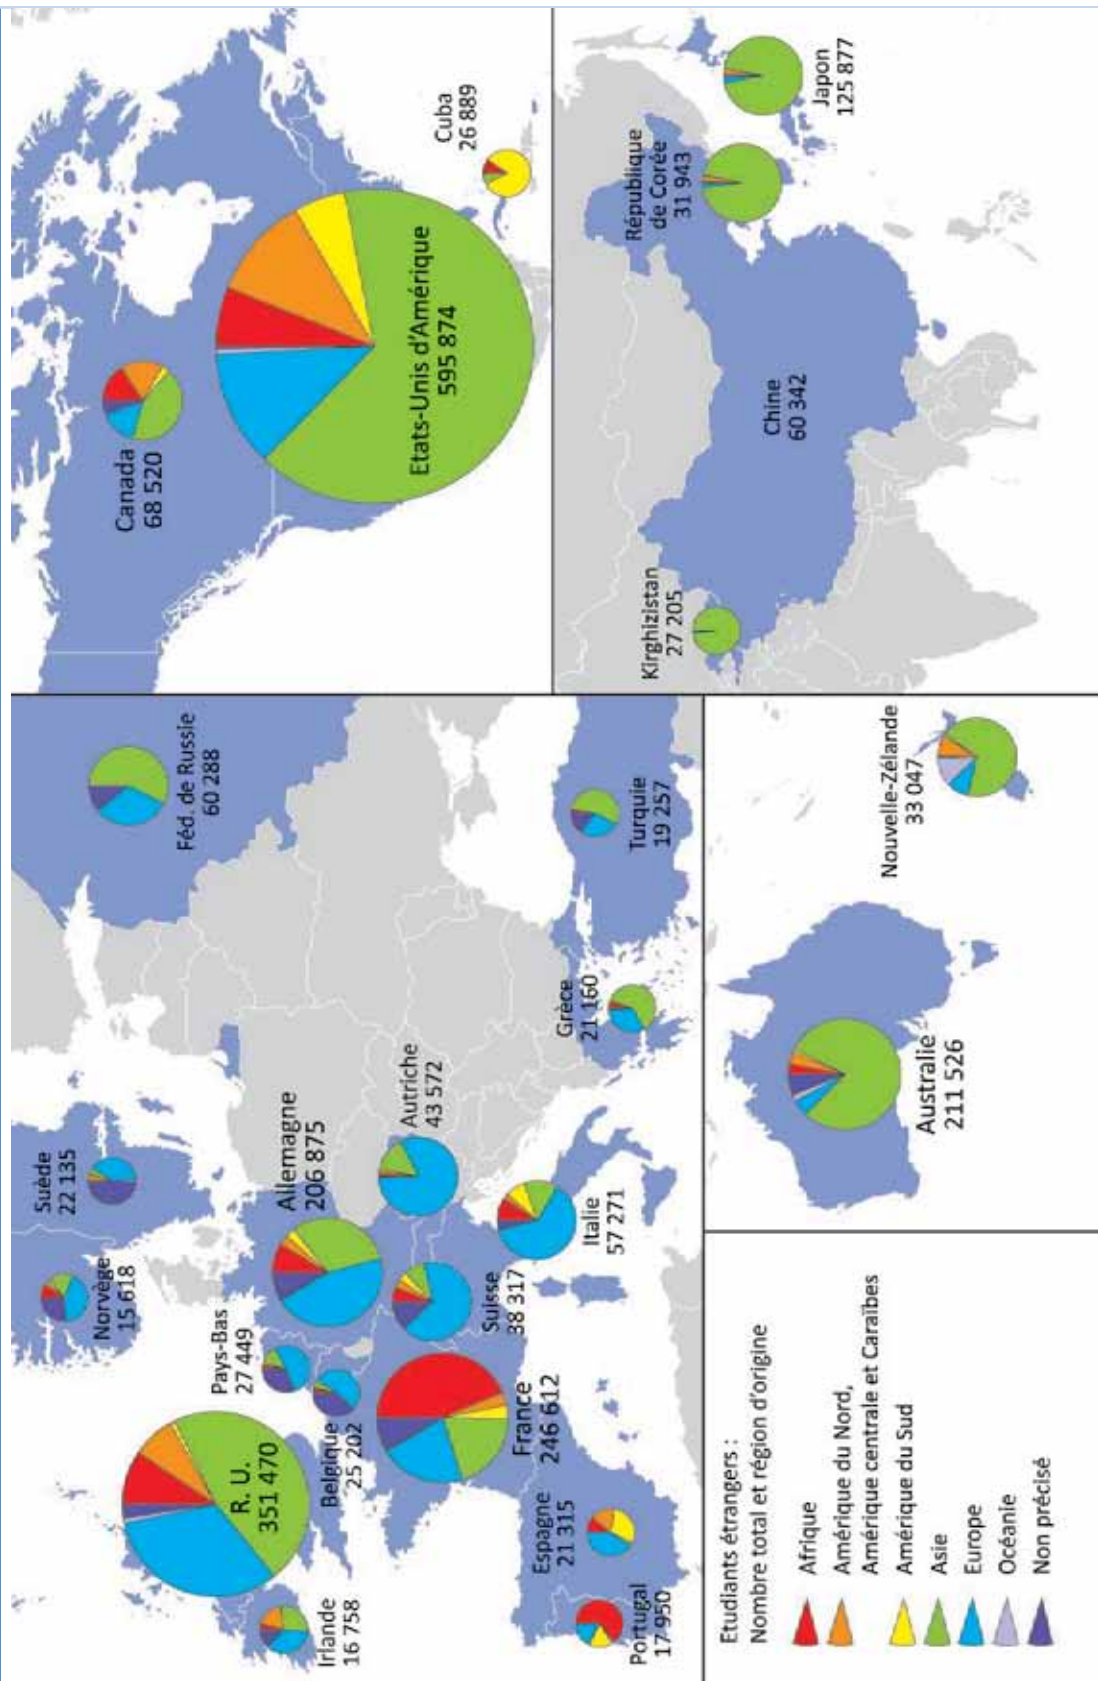 Suède
22 135
Norvège
15 618
Féd. de Russie
60 288
Pays-Bas
27 449
Allemagne
206 875
R. U.
351 470
Irlande
16 758
Belgique
25 202
Autriche
43 572
Suisse
38 317
France
246 612
Italie
57 271
Grèce
21 160
Turquie
19 257
Espagne
21 315
Portugal
17 950
Canada
68 520
Etats-Unis d'Amérique
595 874
Cuba
26 889
Etudiants étrangers :
Nombre total et région d'origine
Afrique
Amérique du Nord,
Amérique centrale et Caraïbes
Amérique du Sud
Asie
Europe
Océanie
Non précisé
Australie
211 526
Nouvelle-Zélande
33 047
Kirghizistan
27 205
Chine
60 342
République
de Corée
31 943
Japon
125 877